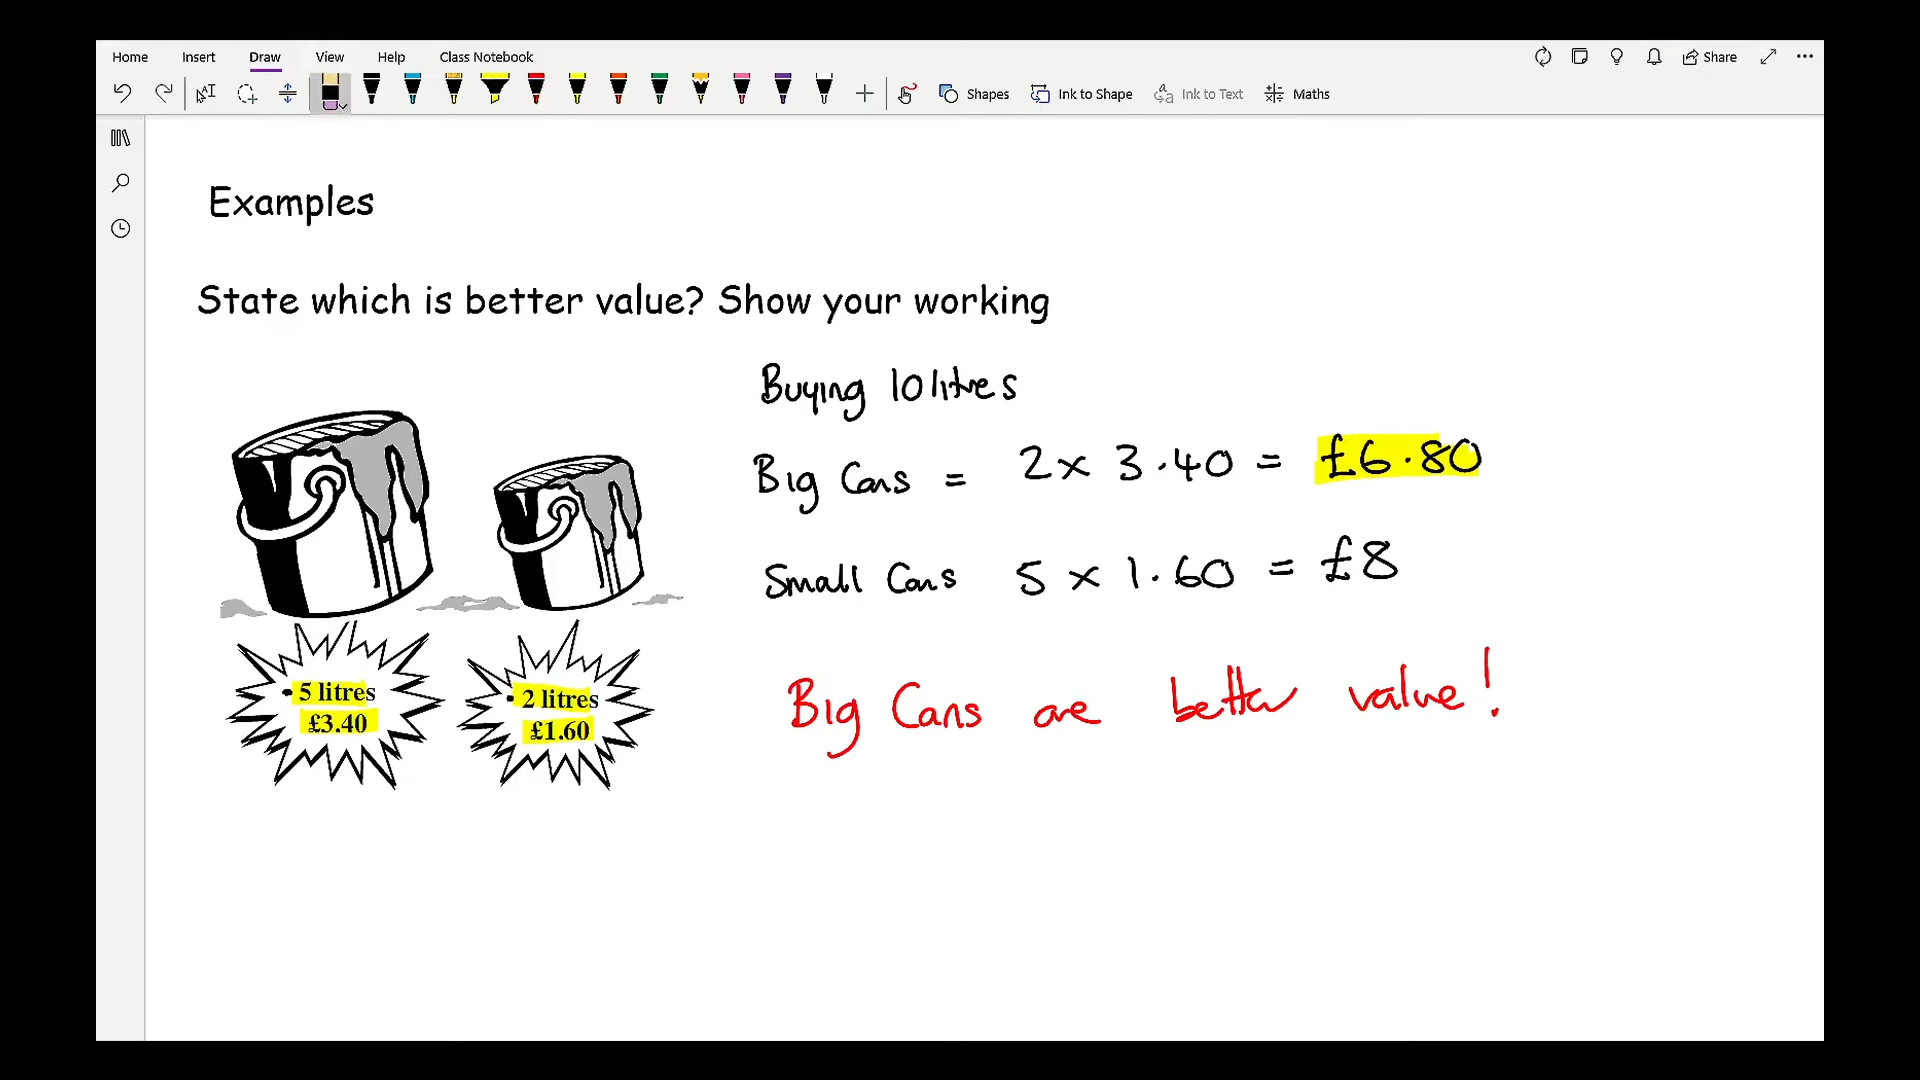 Home Insert Draw View Help Class Notebook Share
Shapes Ink to Shape Ink to Text Maths
Examples
State which is better value? Show your working
Buying 10 litres
Big Cans = 2 x 3.40 = £6.80
Small Cans 5 x 1.60 = £8
• 5 litres
£3.40
• 2 litres
£1.60
Big Cans are better value!